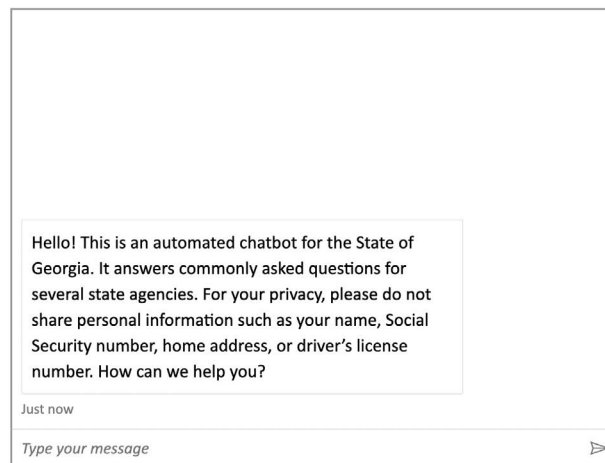 Hello! This is an automated chatbot for the State of
Georgia. It answers commonly asked questions for
several state agencies. For your privacy, please do not
share personal information such as your name, Social
Security number, home address, or driver’s license
number. How can we help you?
Just now
Type your message